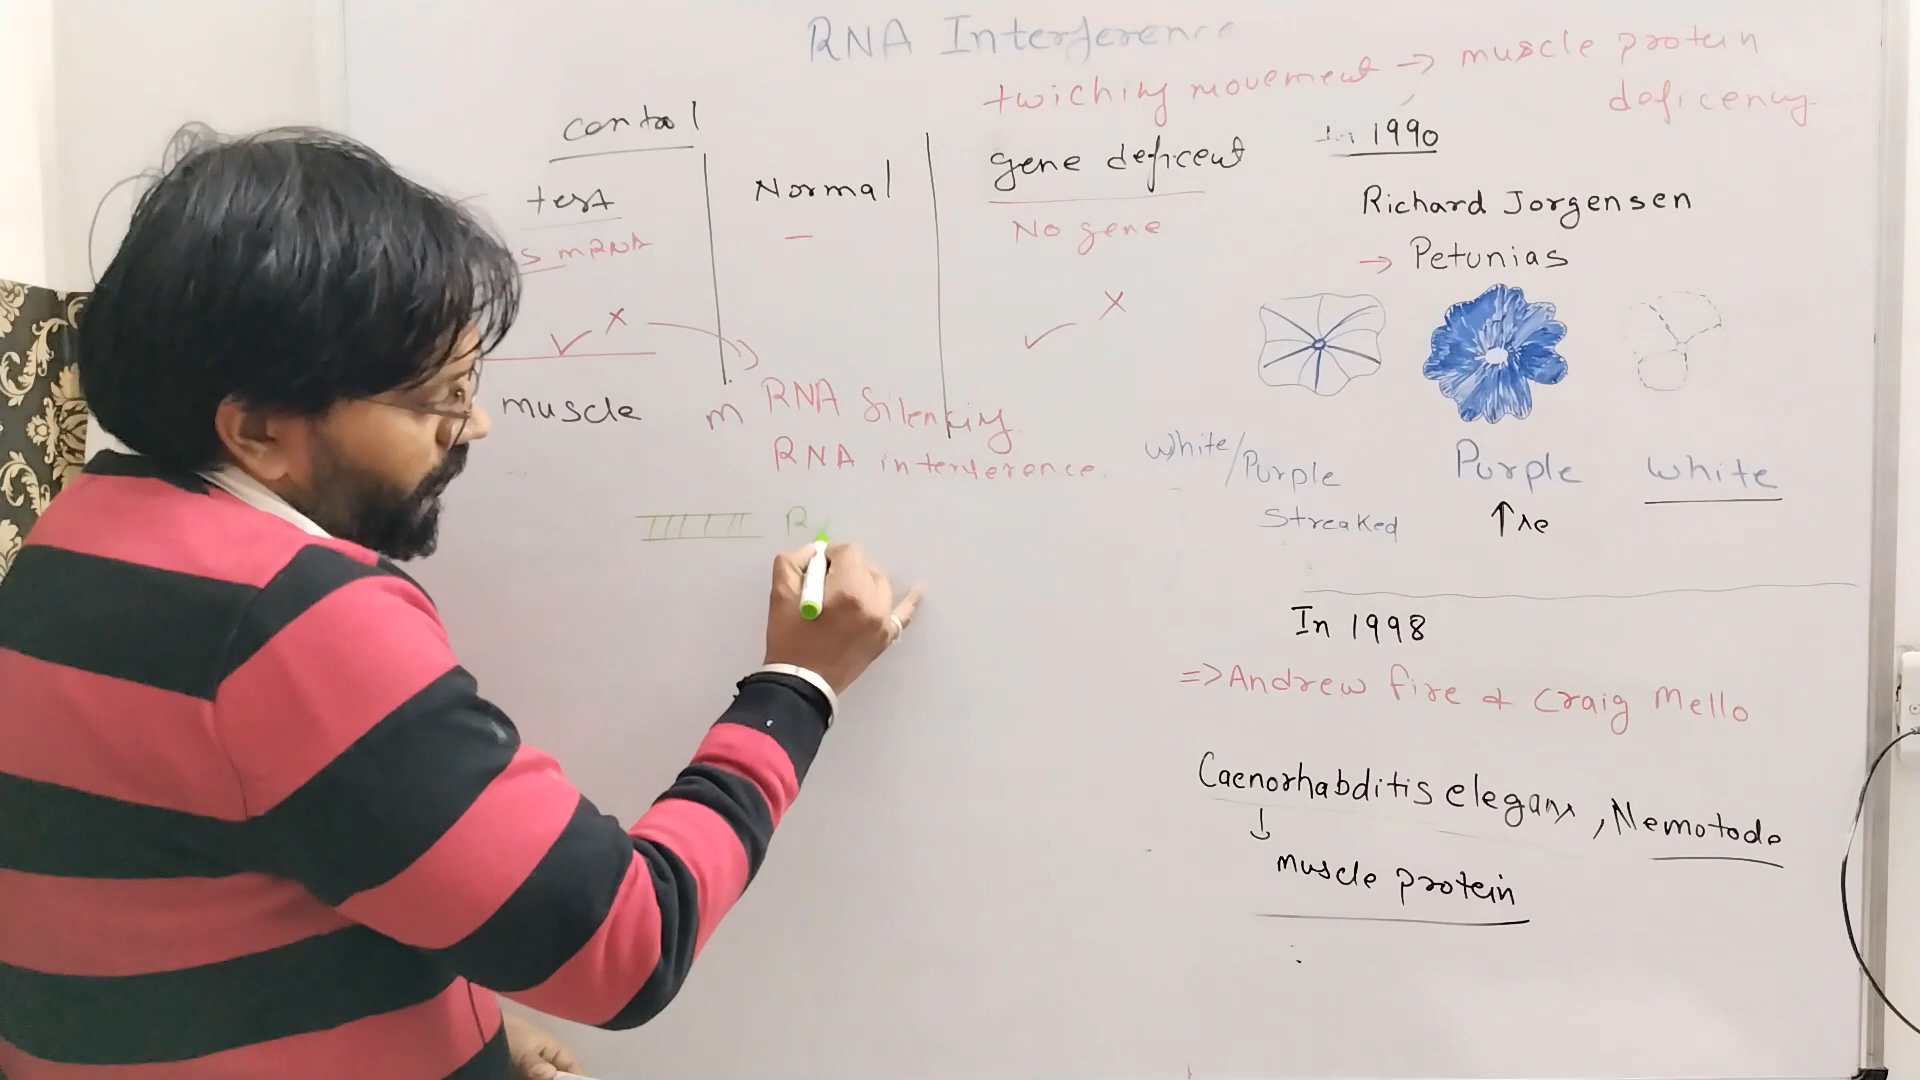 RNA Interference
twiching movement → muscle protein
deficency
control
test
Normal
gene deficent
In 1990
s mRNA
—
No gene
Richard Jorgensen
→ Petunias
✓ X
✓ X
muscle
m RNA Silencing
RNA interference.
White/Purple
Streaked
Purple
↑se
white
R
In 1998
=> Andrew fire & Craig Mello
Caenorhabditis elegans, Nemotode
↓
muscle protein